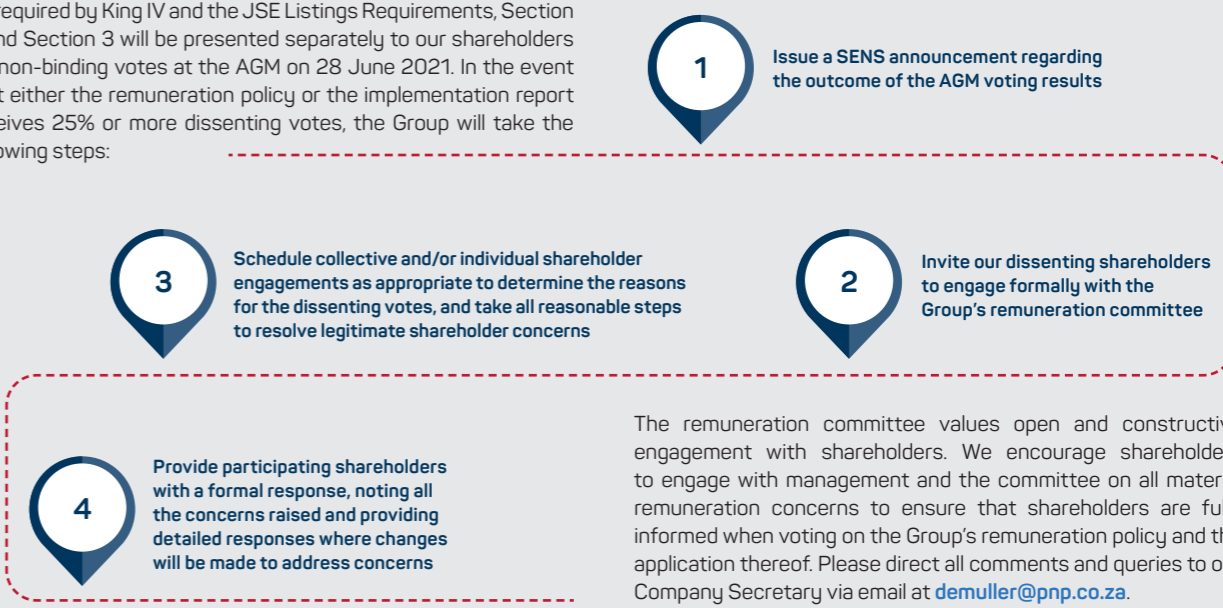 required by King IV and the JSE Listings Requirements, Section
and Section 3 will be presented separately to our shareholders
non-binding votes at the AGM on 28 June 2021. In the event
either the remuneration policy or the implementation report
25% or more dissenting votes, the Group will take the
steps:
1
Issue a SENS announcement regarding
the outcome of the AGM voting results
2
Invite our dissenting shareholders
to engage formally with the
Group's remuneration committee
3
Schedule collective and/or individual shareholder
engagements as appropriate to determine the reasons
for the dissenting votes, and take all reasonable steps
to resolve legitimate shareholder concerns
4
Provide participating shareholders
with a formal response, noting all
the concerns raised and providing
detailed responses where changes
will be made to address concerns
The remuneration committee values open and
engagement with shareholders. We encourage
to engage with management and the committee on all
remuneration concerns to ensure that shareholders are
informed when voting on the Group's remuneration policy and
application thereof. Please direct all comments and queries to
Company Secretary via email at demuller@pnp.co.za.